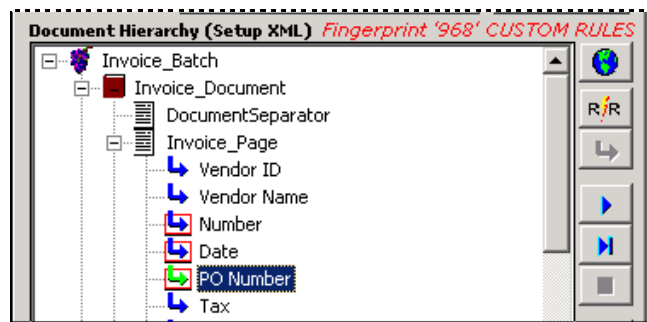 Document Hierarchy (Setup XML) Fingerprint '968' CUSTOM RULES
Invoice_Batch
Invoice_Document
DocumentSeparator
R/R
Invoice_Page
Vendor ID
Vendor Name
Number
Date
PO Number
Tax